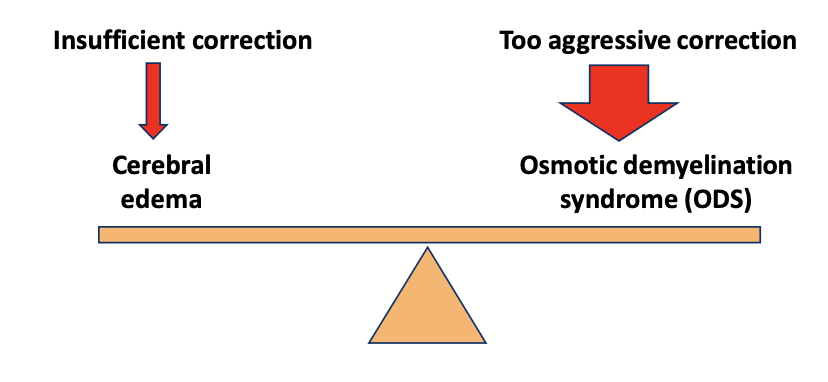 Insufficient correction
Too aggressive correction
Cerebral
edema
Osmotic demyelination
syndrome (ODS)